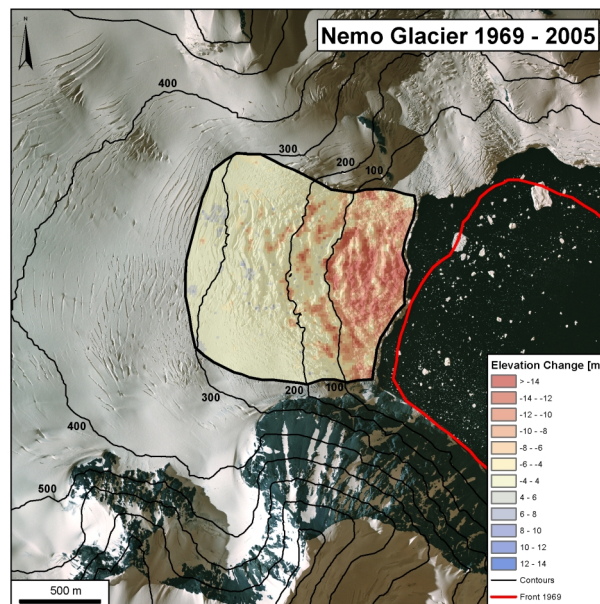 N
Nemo Glacier 1969 - 2005
400
300
200
100
200
100
300
400
500
Elevation Change [m
> -14
-14 - -12
-12 - -10
-10 - -8
-8 - -6
-6 - -4
-4 - 4
4 - 6
6 - 8
8 - 10
10 - 12
12 - 14
Contours
Front 1969
500 m